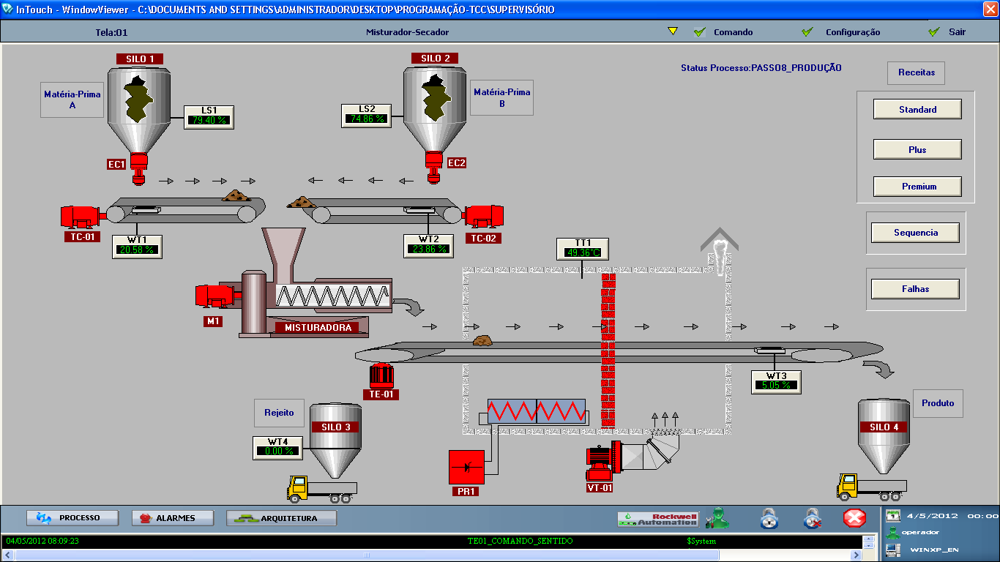 InTouch - WindowViewer - C:\DOCUMENTS AND SETTINGS\ADMINISTRADOR\DESKTOP\PROGRAMAÇÃO-TCC\SUPERVISÓRIO
Tela:01
Misturador-Secador
Comando
Configuração
Sair
SILO 1
SILO 2
Status Processo:PASSO8_PRODUÇÃO
Receitas
Matéria-Prima
A
Matéria-Prima
B
LS1
79.40 %
LS2
74.86 %
Standard
Plus
Premium
EC1
EC2
TC-01
WT1
20.58 %
WT2
23.86 %
TC-02
Sequencia
TT1
49.36°C
Falhas
M1
MISTURADORA
TE-01
WT3
5.05 %
Rejeito
SILO 3
WT4
0.00 %
Produto
SILO 4
PR1
VT-01
PROCESSO
ALARMES
ARQUITETURA
Rockwell
Automation
4/5/2012 00:00
operador
WINXP_EN
04/05/2012 08:09:23
TE01_COMANDO_SENTIDO
$System